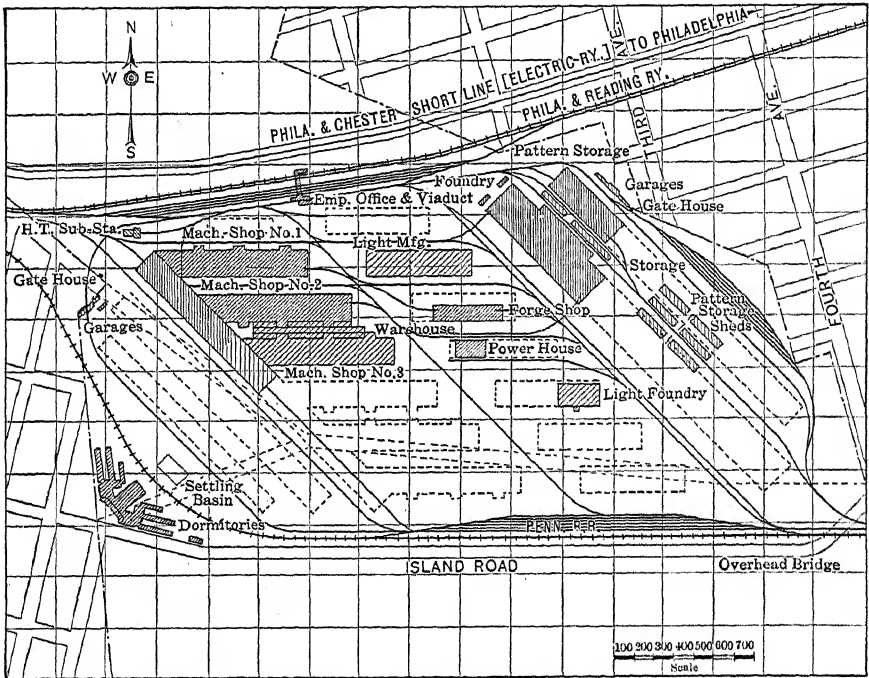 N
W E
S
PHILA. & CHESTER SHORT LINE [ELECTRIC-RY.] TO PHILADELPHIA
PHILA. & READING RY.
THIRD AVE.
FOURTH AVE.
Pattern Storage
Foundry
Garages
Emp. Office & Viaduct
Gate House
H.T. Sub-Sta.
Mach. Shop No.1
Light Mfg.
Storage
Gate House
Mach. Shop No.2
Pattern
Storage
Sheds
Garages
Forge Shop
Warehouse
Power House
Mach. Shop No.3
Light Foundry
Settling
Basin
Dormitories
PENN. R.R.
ISLAND ROAD
Overhead Bridge
100 200 300 400 500 600 700
Scale